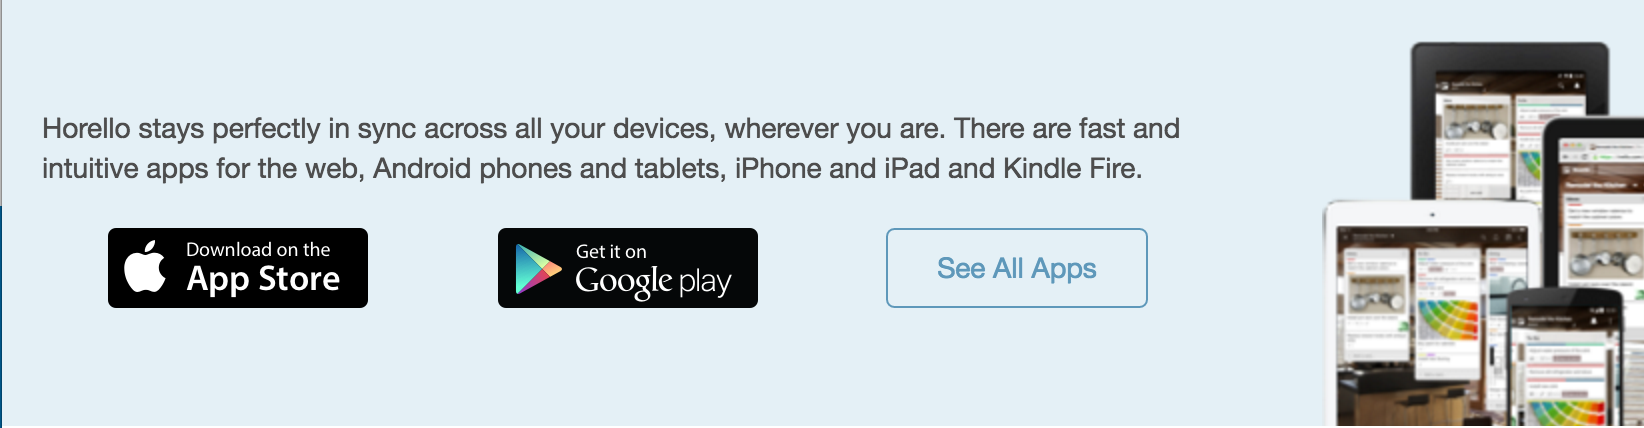 Horello stays perfectly in sync across all your devices, wherever you are. There are fast and
intuitive apps for the web, Android phones and tablets, iPhone and iPad and Kindle Fire.
Download on the
App Store
Get it on
Google play
See All Apps